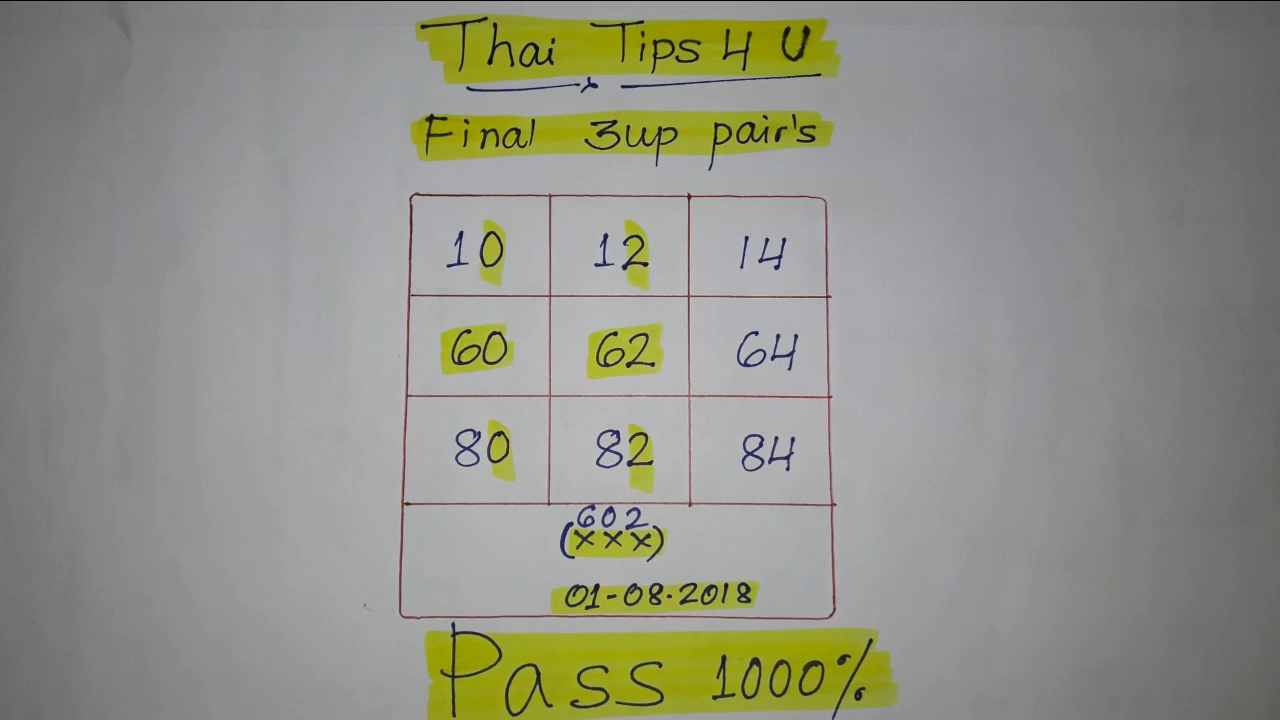 Thai Tips 4 U
x
Final 3up pair's
10 12 14
60 62 64
80 82 84
602
(xxx)
01-08.2018
Pass 1000%